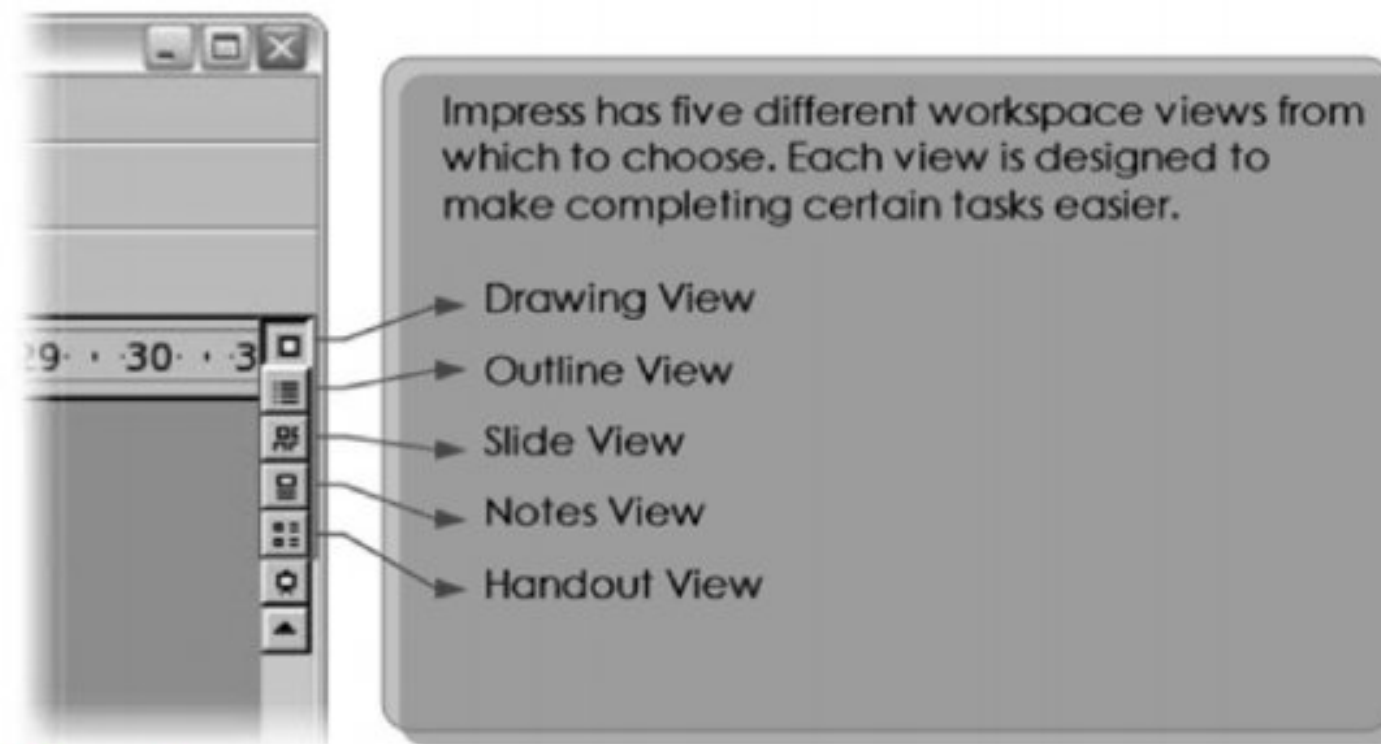 Impress has five different workspace views from
which to choose. Each view is designed to
make completing certain tasks easier.
Drawing View
29 · 30 · 3
Outline View
Slide View
Notes View
Handout View